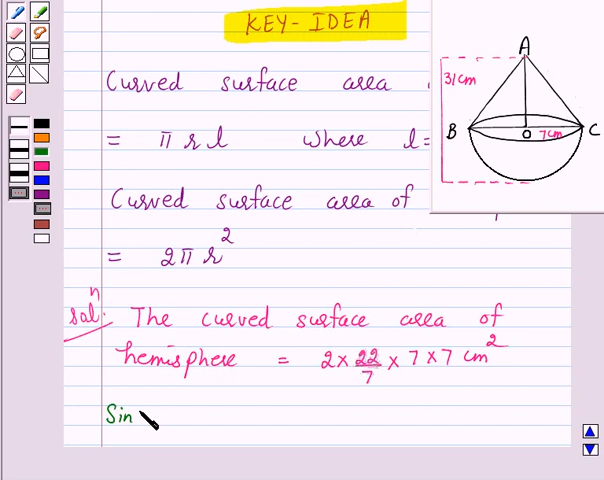 KEY-IDEA
Curved surface area
= π r l where l=
Curved surface area of
= 2π r²
Solⁿ: The curved surface area of
hemisphere = 2 × 22/7 × 7 × 7 cm²
Sin
A
31cm
B
O
7cm
C